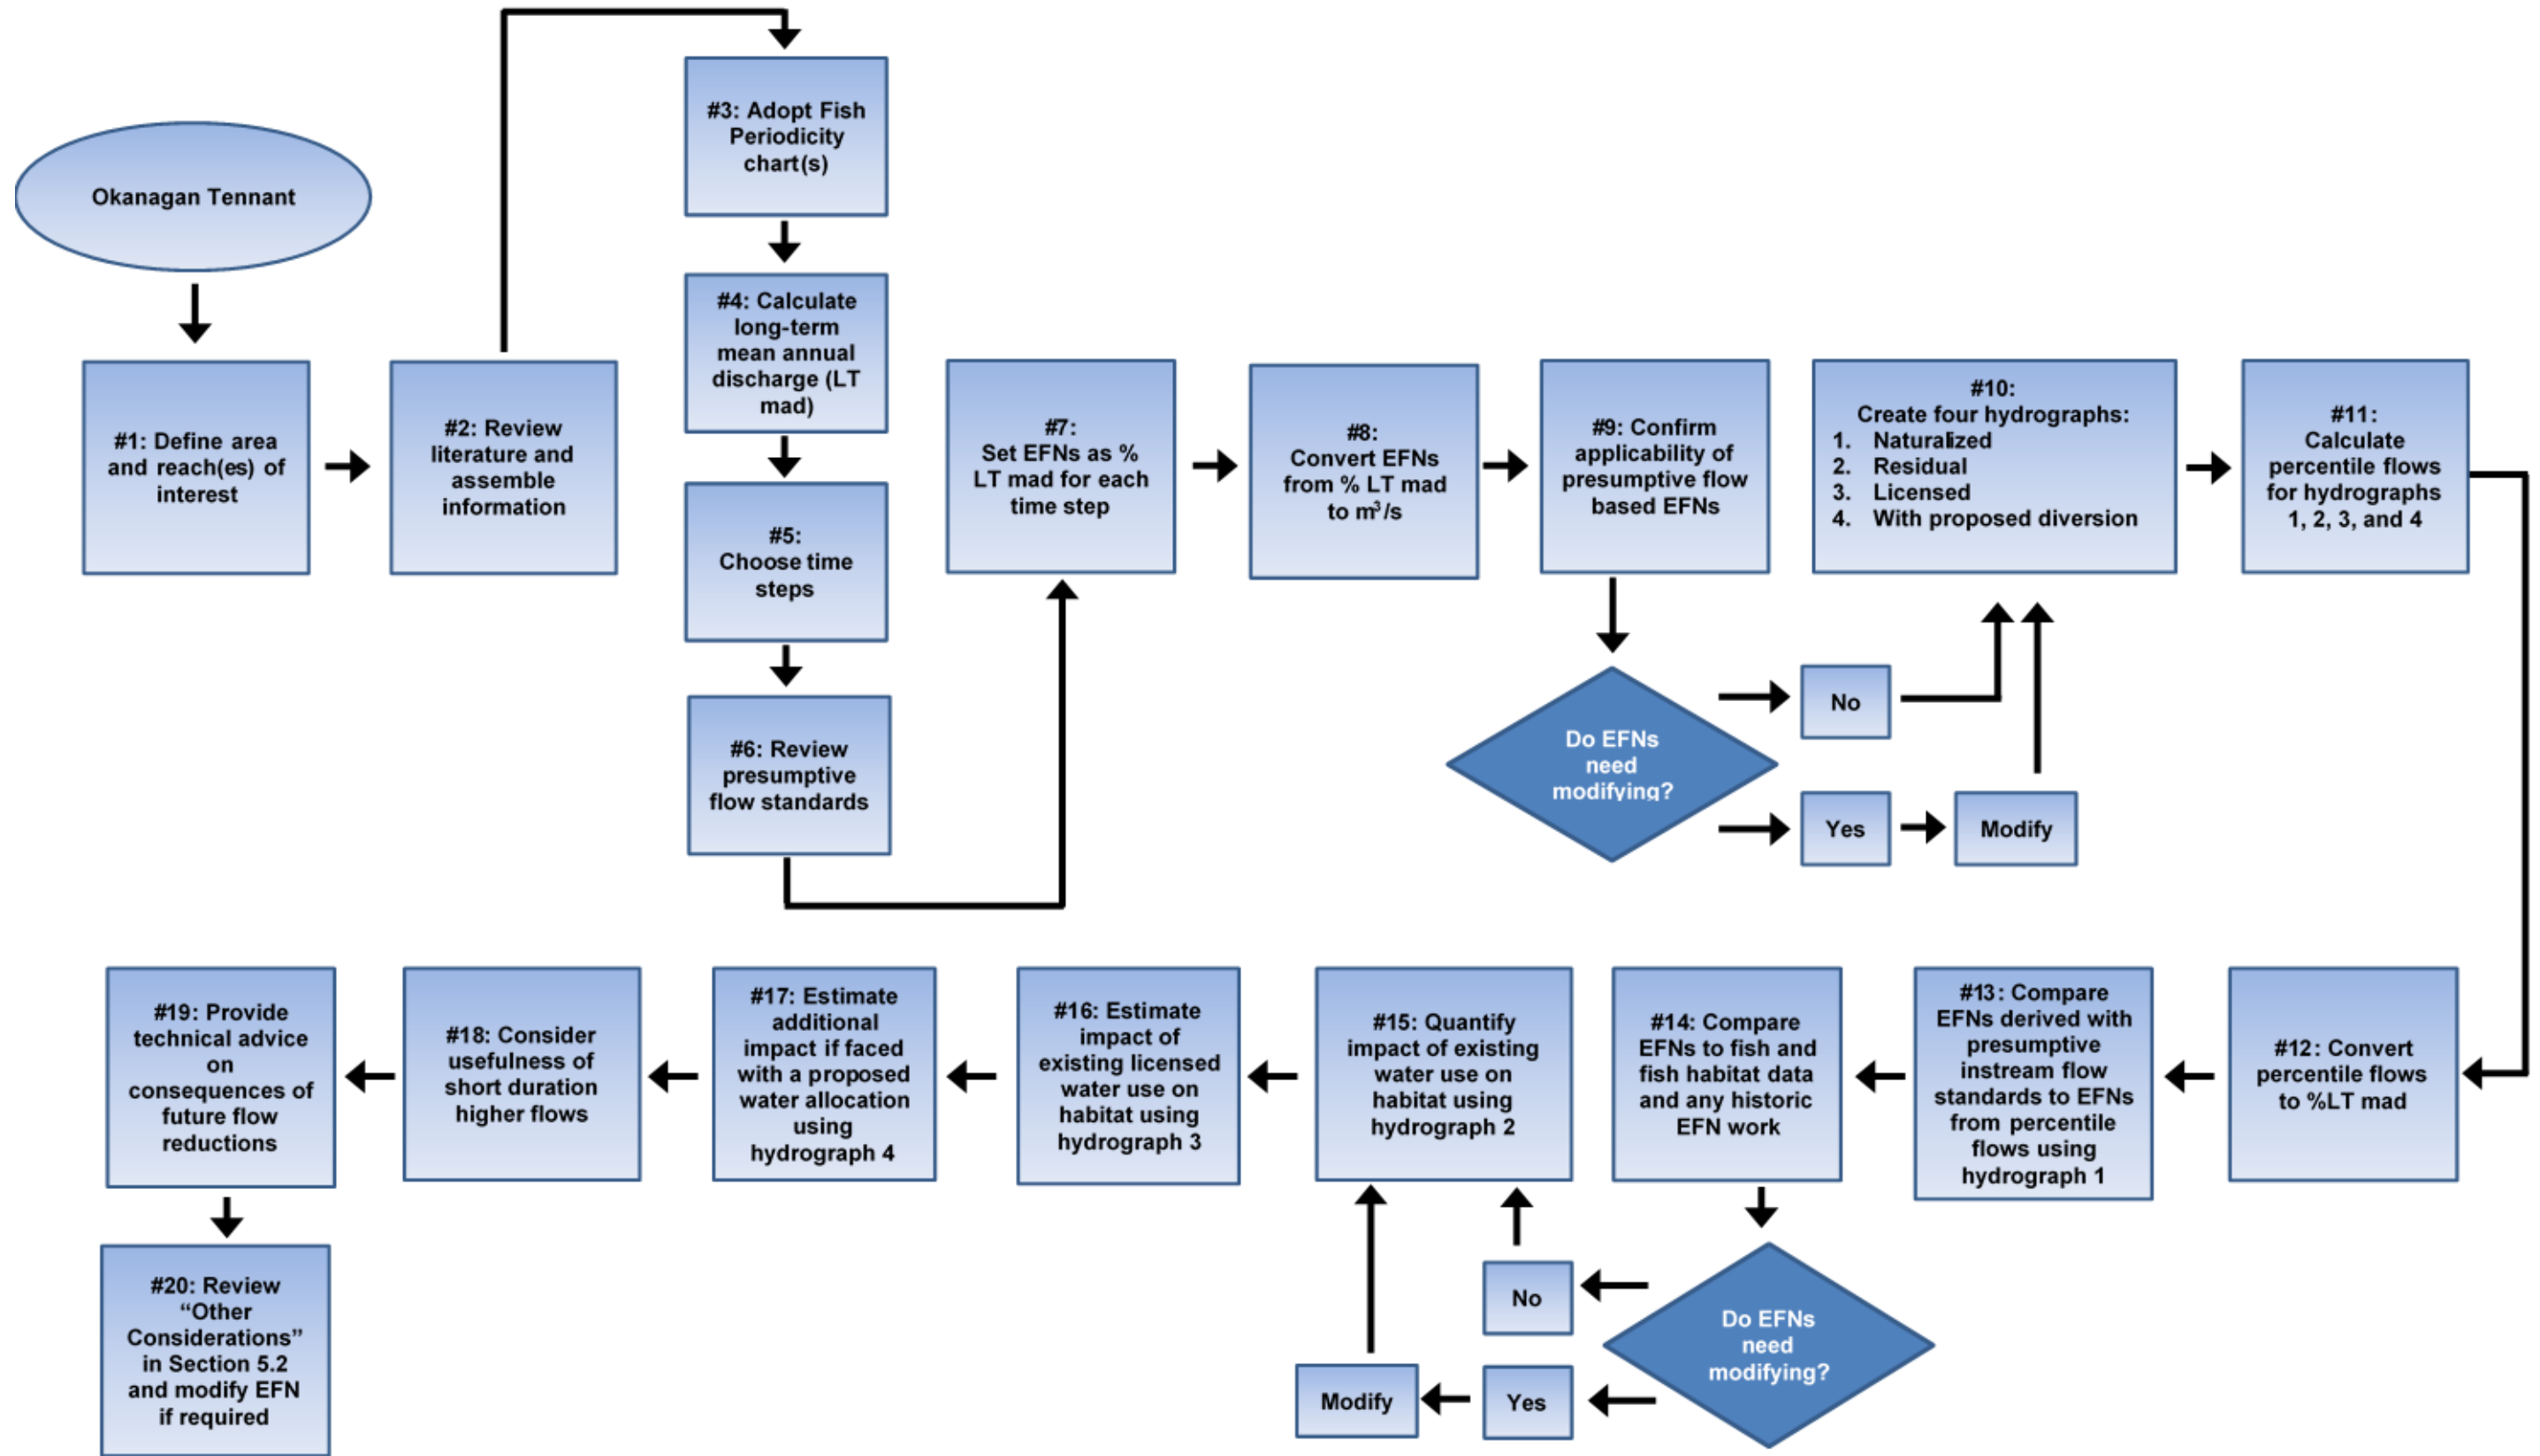 Okanagan Tennant
#1: Define area
and reach(es) of
interest
#2: Review
literature and
assemble
information
#3: Adopt Fish
Periodicity
chart(s)
#4: Calculate
long-term
mean annual
discharge (LT
mad)
#5:
Choose time
steps
#6: Review
presumptive
flow standards
#7:
Set EFNs as %
LT mad for each
time step
#8:
Convert EFNs
from % LT mad
to m³/s
#9: Confirm
applicability of
presumptive flow
based EFNs
Do EFNs
need
modifying?
No
Yes
Modify
#10:
Create four hydrographs:
1. Naturalized
2. Residual
3. Licensed
4. With proposed diversion
#11:
Calculate
percentile flows
for hydrographs
1, 2, 3, and 4
#12: Convert
percentile flows
to %LT mad
#13: Compare
EFNs derived with
presumptive
instream flow
standards to EFNs
from percentile
flows using
hydrograph 1
#14: Compare
EFNs to fish and
fish habitat data
and any historic
EFN work
Do EFNs
need
modifying?
No
Yes
Modify
#15: Quantify
impact of existing
water use on
habitat using
hydrograph 2
#16: Estimate
impact of
existing licensed
water use on
habitat using
hydrograph 3
#17: Estimate
additional
impact if faced
with a proposed
water allocation
using
hydrograph 4
#18: Consider
usefulness of
short duration
higher flows
#19: Provide
technical advice
on
consequences of
future flow
reductions
#20: Review
“Other
Considerations”
in Section 5.2
and modify EFN
if required